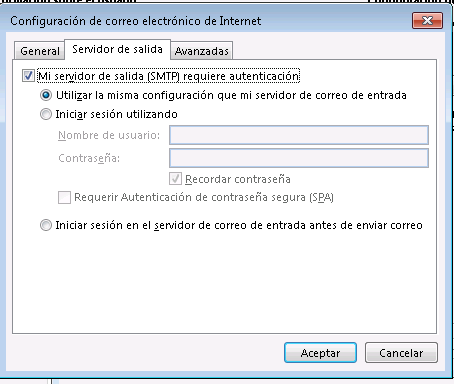 Configuración de correo electrónico de Internet
General
Servidor de salida
Avanzadas
Mi servidor de salida (SMTP) requiere autenticación
Utilizar la misma configuración que mi servidor de correo de entrada
Iniciar sesión utilizando
Nombre de usuario:
Contraseña:
Recordar contraseña
Requerir Autenticación de contraseña segura (SPA)
Iniciar sesión en el servidor de correo de entrada antes de enviar correo
Aceptar
Cancelar